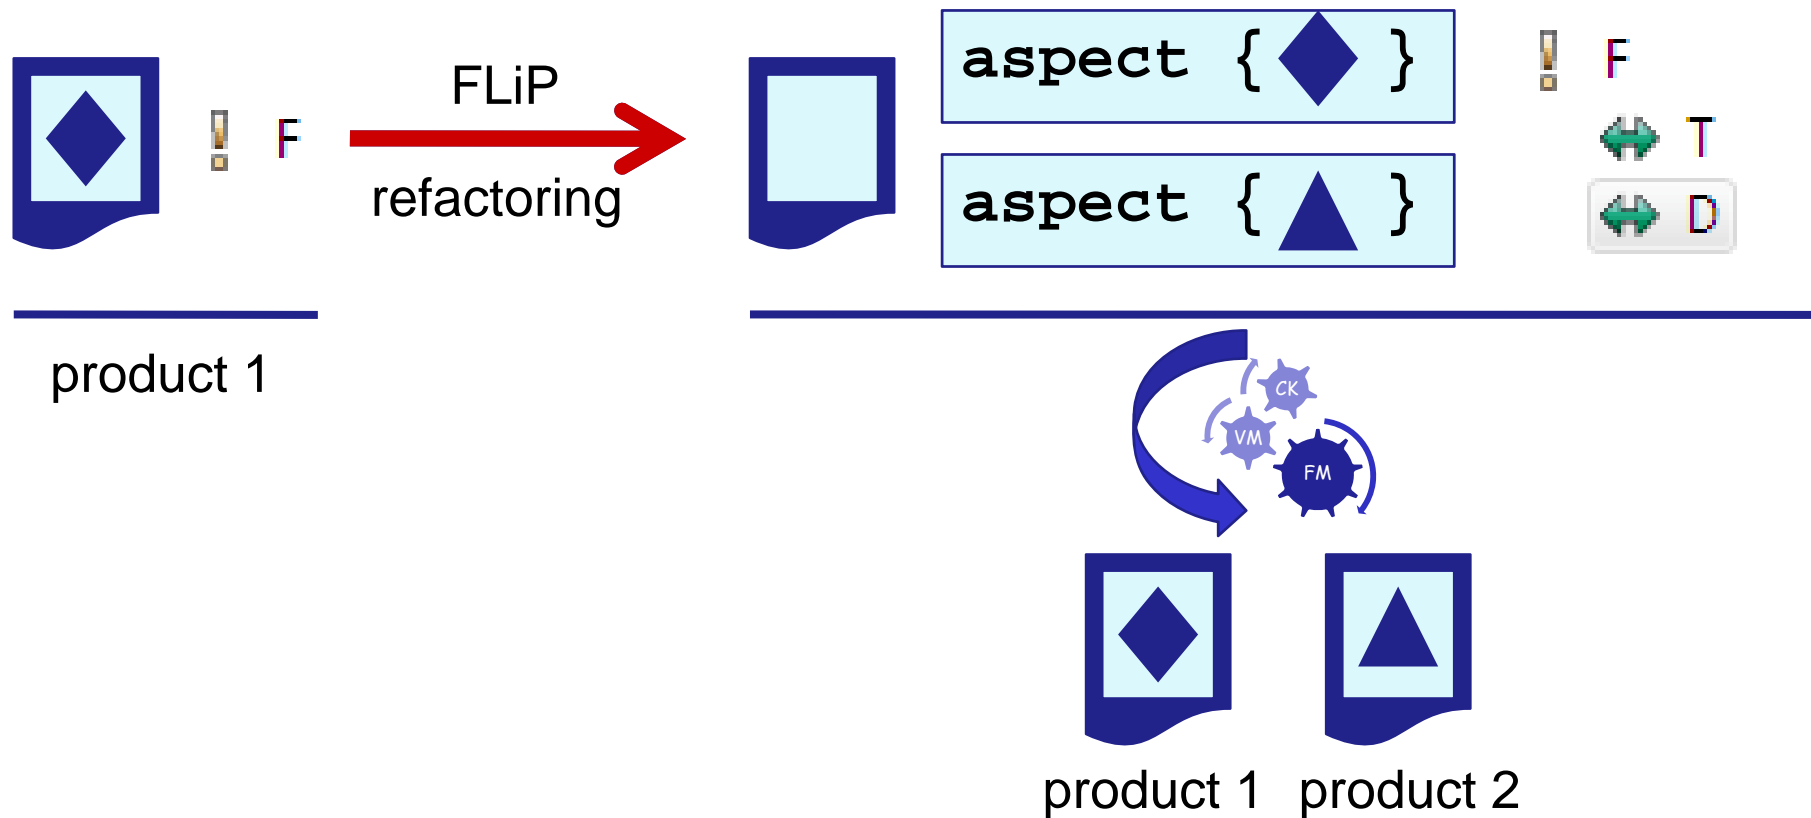 F
FLiP
refactoring
aspect { }
aspect { }
F
T
D
product 1
CK
VM
FM
product 1
product 2